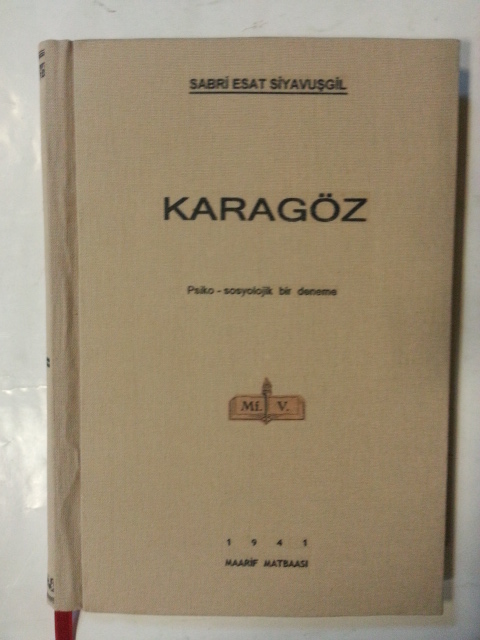 SABRİ ESAT SİYAVUŞGİL
KARAGÖZ
Psiko - sosyolojik bir deneme
Mf. V.
1941
MAARİF MATBAASI